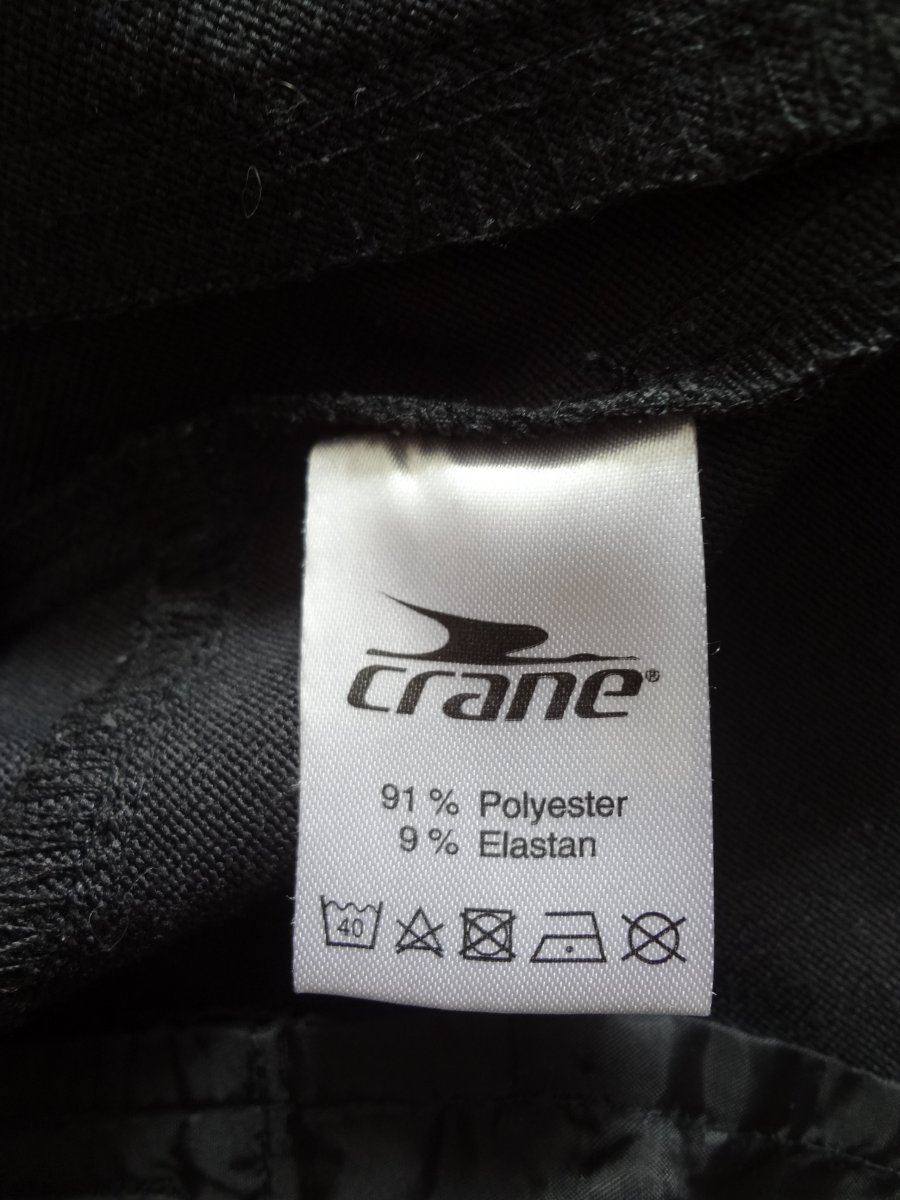 crane®
91 % Polyester
9 % Elastan
40